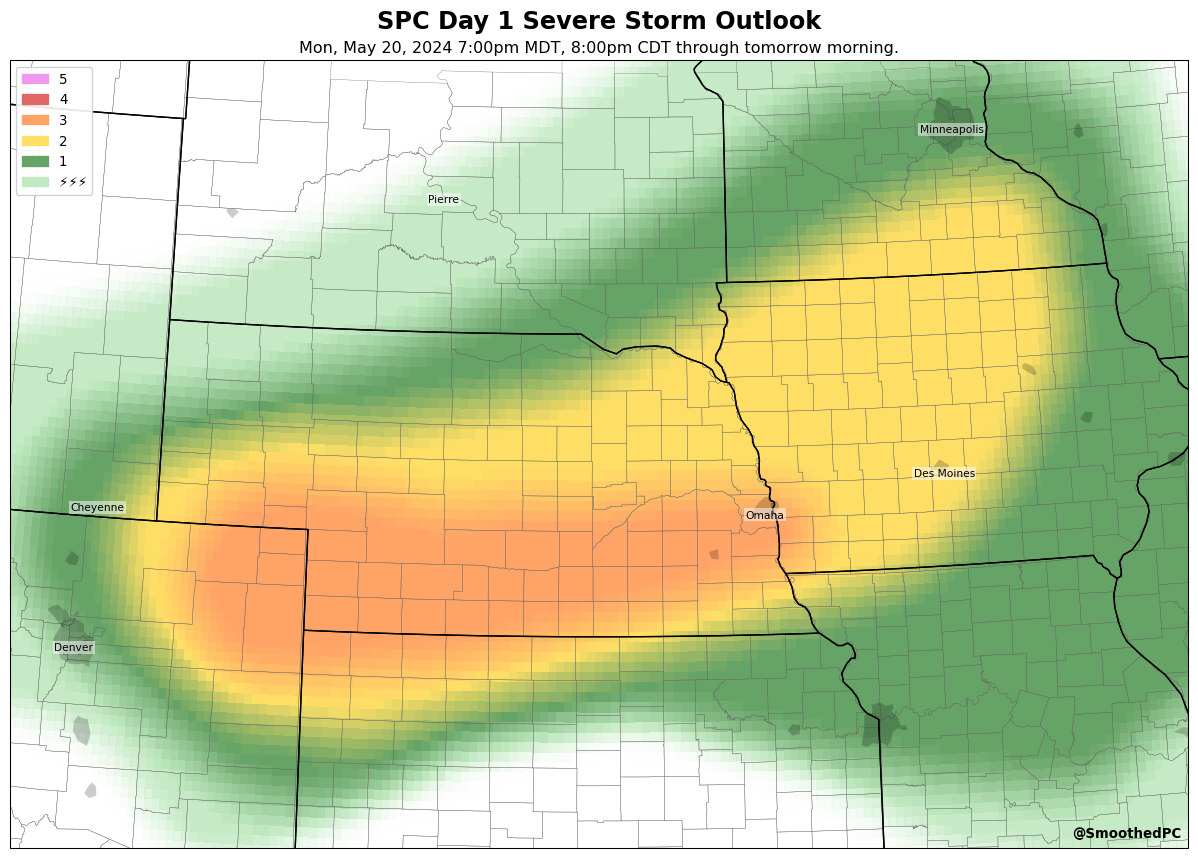 SPC Day 1 Severe Storm Outlook
Mon, May 20, 2024 7:00pm MDT, 8:00pm CDT through tomorrow morning.
5
4
3
2
1
⚡⚡⚡
Minneapolis
Pierre
Des Moines
Cheyenne
Omaha
Denver
@SmoothedPC